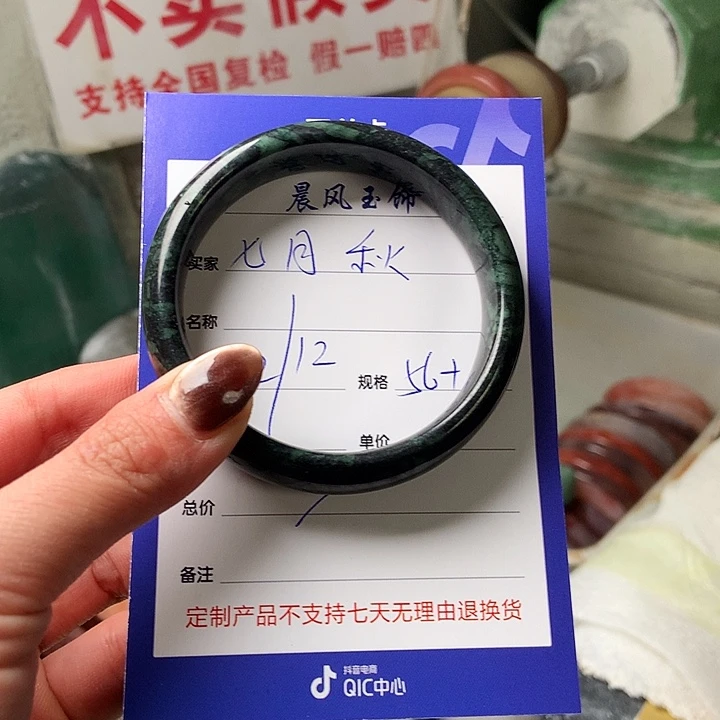 不卖假货
支持全国复检 假一赔四
晨风玉饰
买家 七月秋
名称
/12 规格 56+
单价
总价
备注
定制产品不支持七天无理由退换货
抖音电商
QIC中心